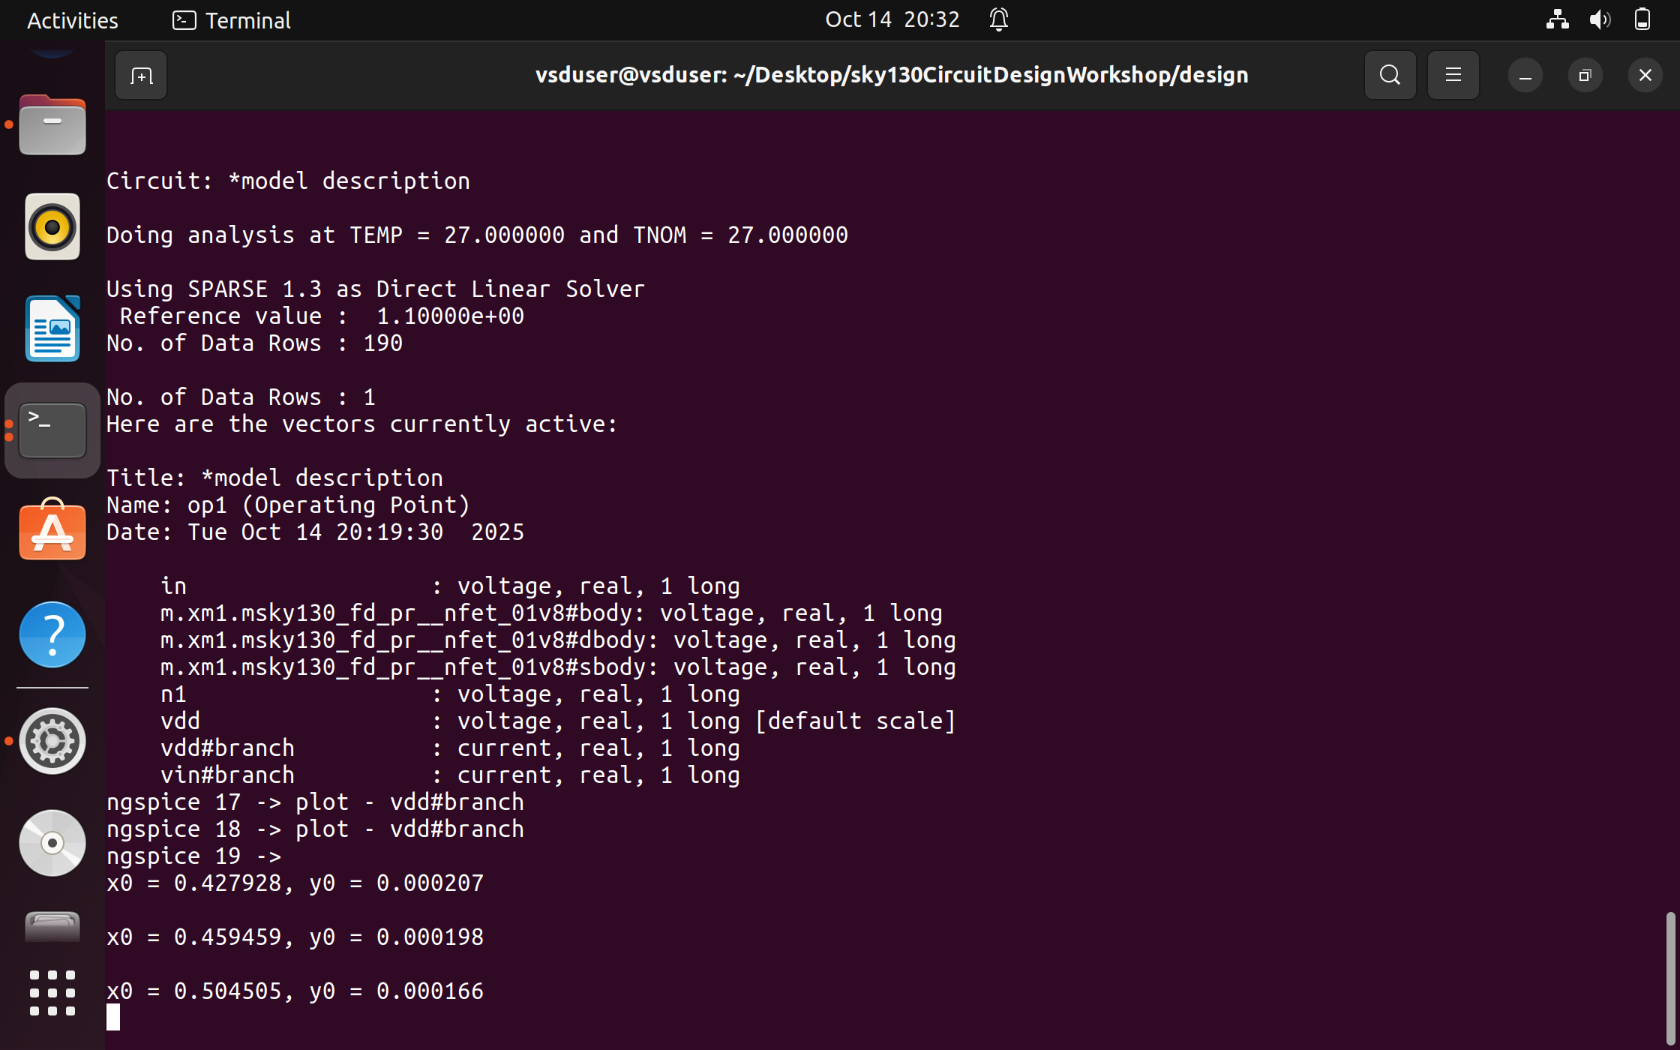 Activities Terminal Oct 14 20:32
vsduser@vsduser: ~/Desktop/sky130CircuitDesignWorkshop/design
Circuit: *model description
Doing analysis at TEMP = 27.000000 and TNOM = 27.000000
Using SPARSE 1.3 as Direct Linear Solver
Reference value :  1.10000e+00
No. of Data Rows : 190
No. of Data Rows : 1
Here are the vectors currently active:
Title: *model description
Name: op1 (Operating Point)
Date: Tue Oct 14 20:19:30  2025
in                  : voltage, real, 1 long
m.xm1.msky130_fd_pr__nfet_01v8#body: voltage, real, 1 long
m.xm1.msky130_fd_pr__nfet_01v8#dbody: voltage, real, 1 long
m.xm1.msky130_fd_pr__nfet_01v8#sbody: voltage, real, 1 long
n1                  : voltage, real, 1 long
vdd                 : voltage, real, 1 long [default scale]
vdd#branch          : current, real, 1 long
vin#branch          : current, real, 1 long
ngspice 17 -> plot - vdd#branch
ngspice 18 -> plot - vdd#branch
ngspice 19 ->
x0 = 0.427928, y0 = 0.000207
x0 = 0.459459, y0 = 0.000198
x0 = 0.504505, y0 = 0.000166